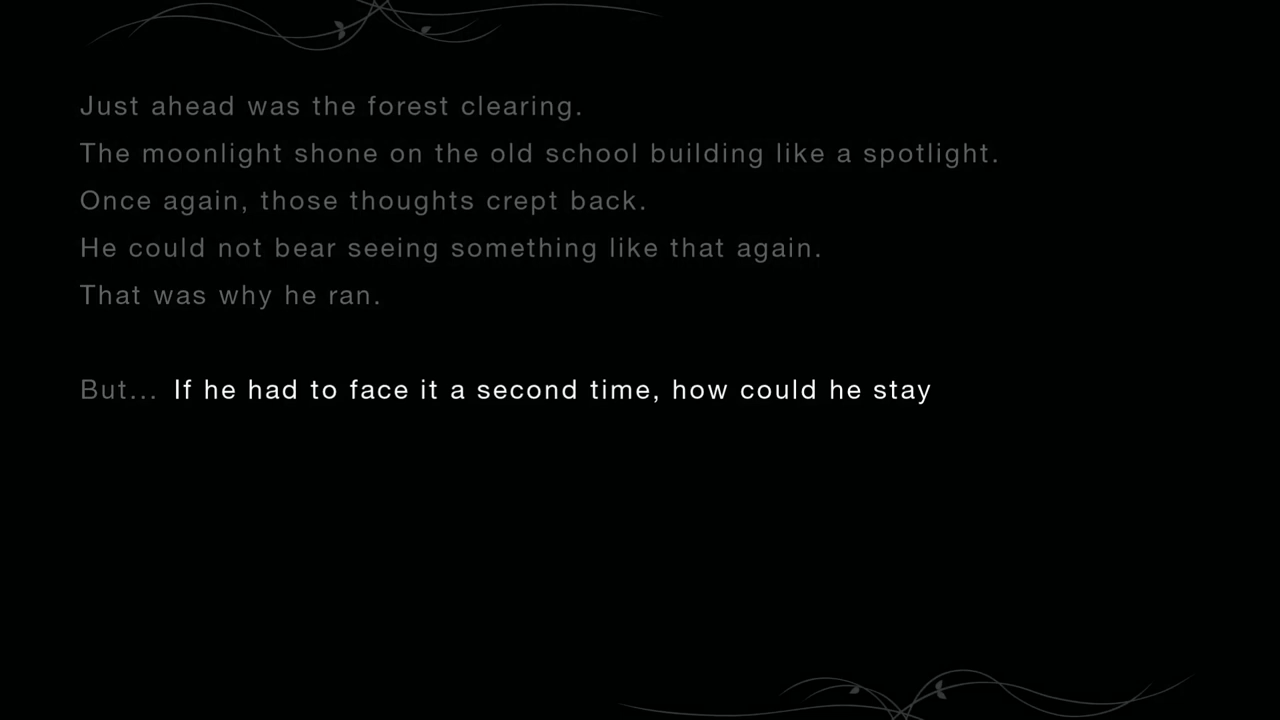 Just ahead was the forest clearing.
The moonlight shone on the old school building like a spotlight.
Once again, those thoughts crept back.
He could not bear seeing something like that again.
That was why he ran.
But... If he had to face it a second time, how could he stay